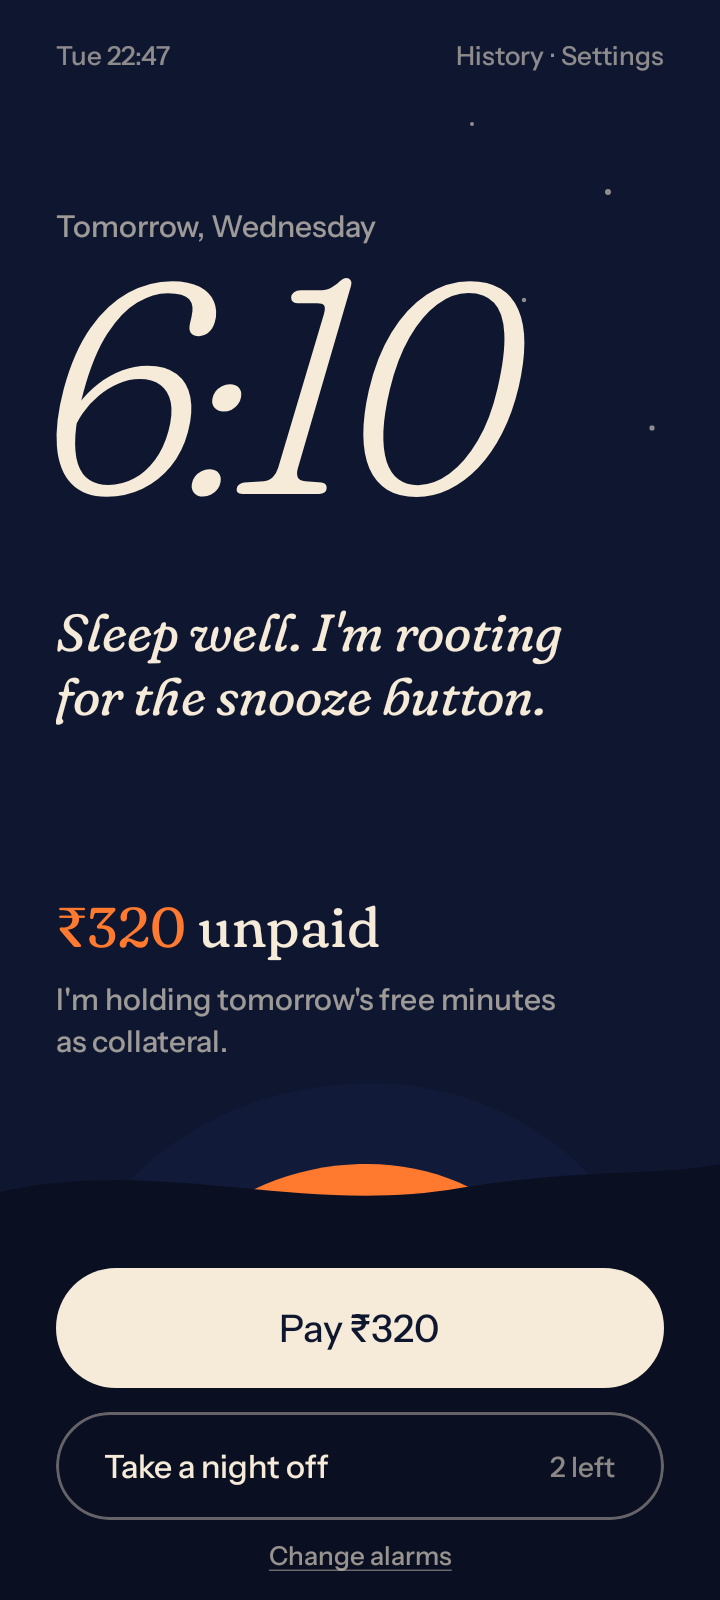 Tue 22:47
History · Settings
Tomorrow, Wednesday
6:10
Sleep well. I'm rooting
for the snooze button.
₹320 unpaid
I'm holding tomorrow's free minutes
as collateral.
Pay ₹320
Take a night off
2 left
Change alarms